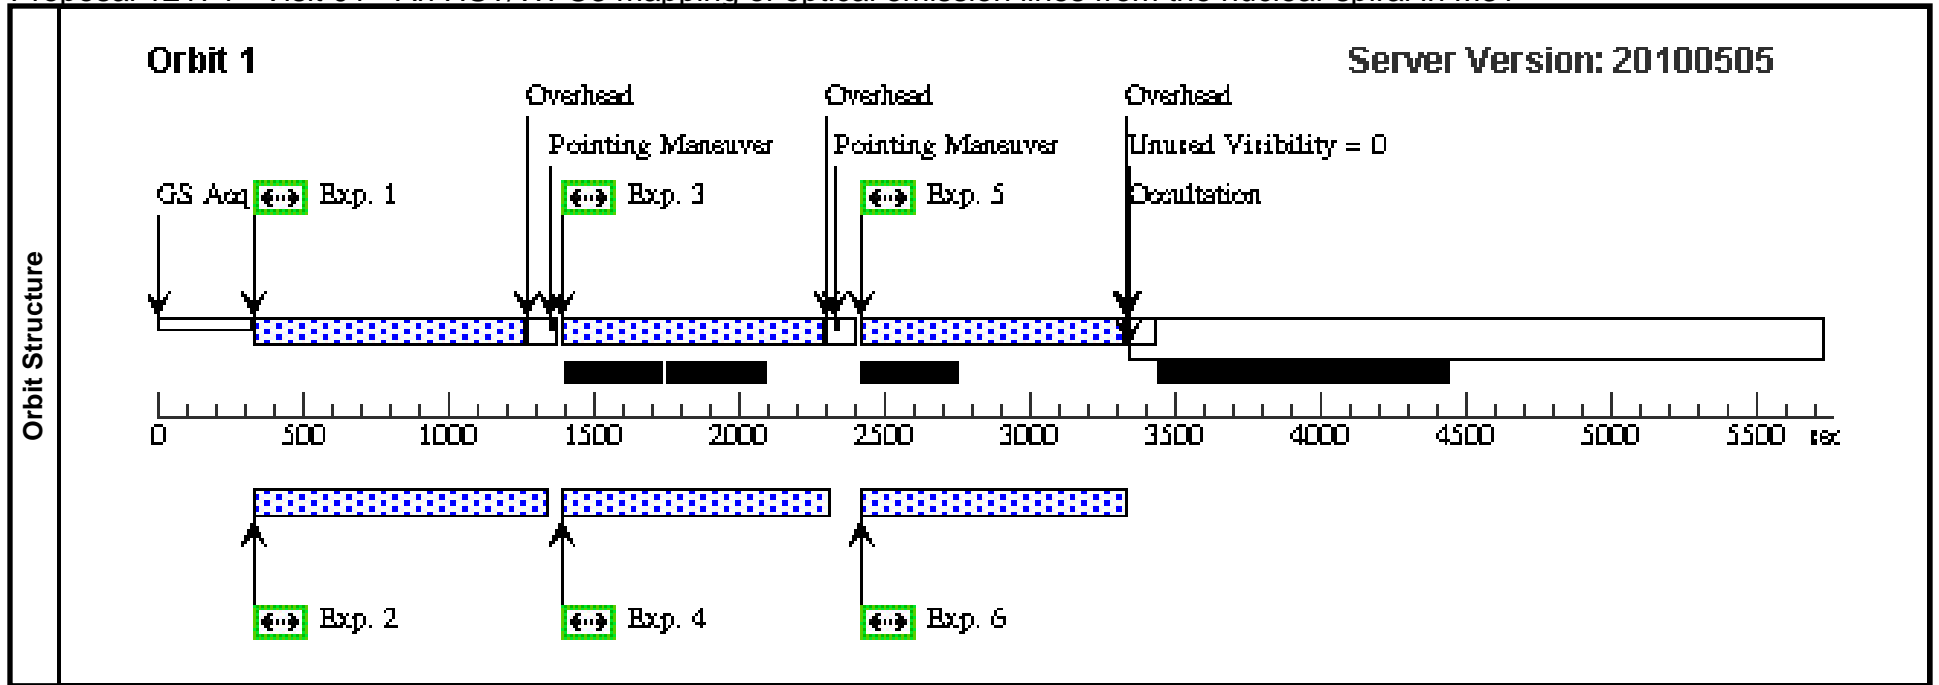 Orbit 1
Server Version: 20100505
Overhead Overhead Overhead
Pointing Maneuver Pointing Maneuver Unused Visibility = 0
GS Acq Exp. 1 Exp. 3 Exp. 5 Occultation
Orbit Structure
0 500 1000 1500 2000 2500 3000 3500 4000 4500 5000 5500 sec
Exp. 2 Exp. 4 Exp. 6